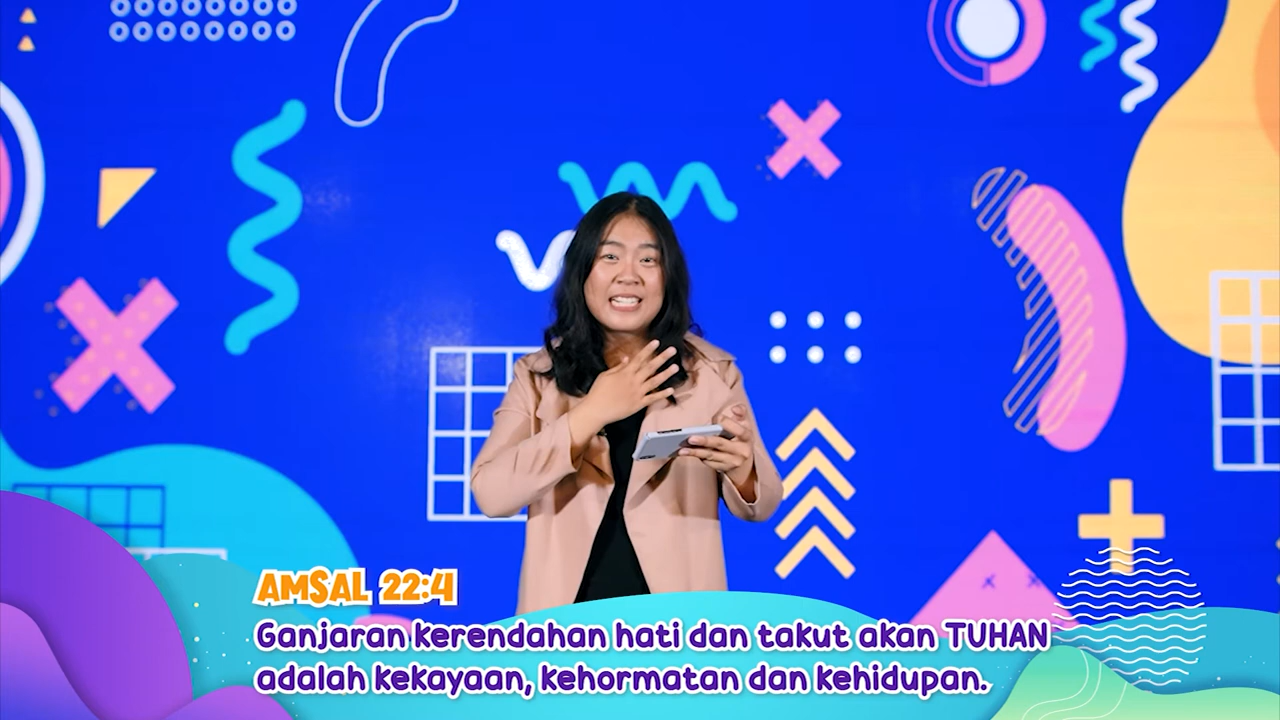 AMSAL 22:4
Ganjaran kerendahan hati dan takut akan TUHAN
adalah kekayaan, kehormatan dan kehidupan.